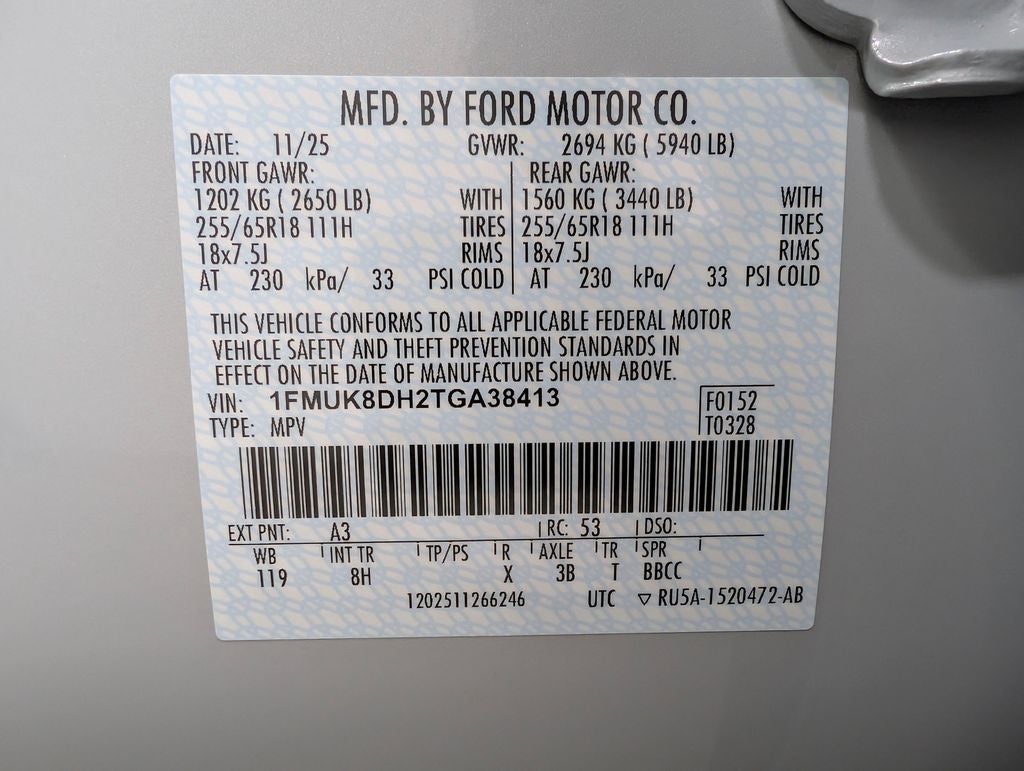 MFD. BY FORD MOTOR CO.
DATE: 11/25 GVWR: 2694 KG ( 5940 LB)
FRONT GAWR: REAR GAWR:
1202 KG ( 2650 LB) WITH 1560 KG ( 3440 LB) WITH
255/65R18 111H TIRES 255/65R18 111H TIRES
18x7.5J RIMS 18x7.5J RIMS
AT 230 kPa/ 33 PSI COLD AT 230 kPa/ 33 PSI COLD
THIS VEHICLE CONFORMS TO ALL APPLICABLE FEDERAL MOTOR
VEHICLE SAFETY AND THEFT PREVENTION STANDARDS IN
EFFECT ON THE DATE OF MANUFACTURE SHOWN ABOVE.
VIN: 1FMUK8DH2TGA38413 F0152
TYPE: MPV T0328
EXT PNT: A3 RC: 53 DSO:
WB INT TR TP/PS R AXLE TR SPR
119 8H X 3B T BBCC
1202511266246 UTC ▽ RU5A-1520472-AB